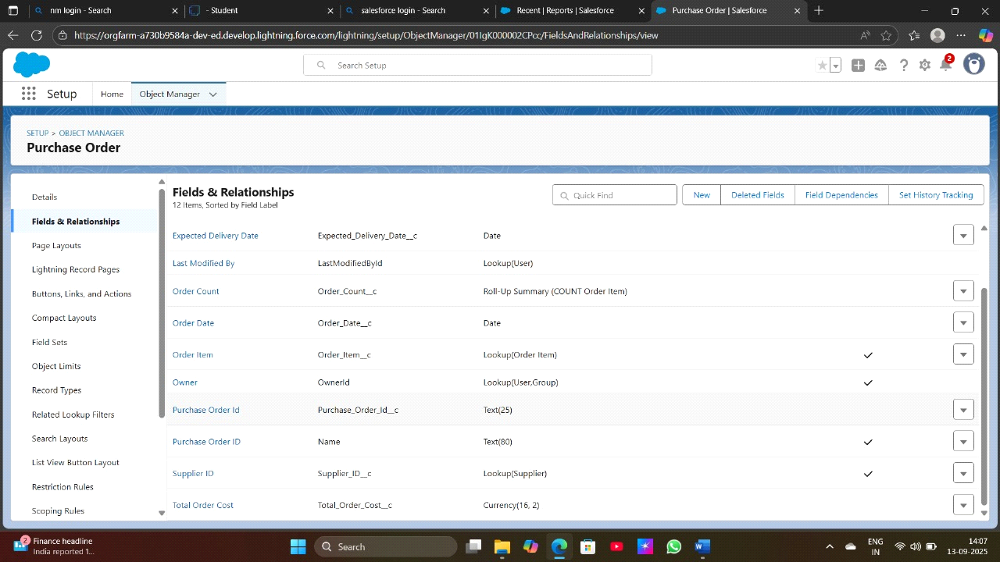 nm login - Search
- Student
salesforce login - Search
Recent | Reports | Salesforce
Purchase Order | Salesforce
https://orgfarm-a730b9584a-dev-ed.develop.lightning.force.com/lightning/setup/ObjectManager/01IgK000002CPcc/FieldsAndRelationships/view
Search Setup
2
Setup
Home
Object Manager
SETUP > OBJECT MANAGER
Purchase Order
Details
Fields & Relationships
Page Layouts
Lightning Record Pages
Buttons, Links, and Actions
Compact Layouts
Field Sets
Object Limits
Record Types
Related Lookup Filters
Search Layouts
List View Button Layout
Restriction Rules
Scoping Rules
Fields & Relationships
12 Items, Sorted by Field Label
Quick Find
New
Deleted Fields
Field Dependencies
Set History Tracking
Expected Delivery Date Expected_Delivery_Date__c Date
Last Modified By LastModifiedById Lookup(User)
Order Count Order_Count__c Roll-Up Summary (COUNT Order Item)
Order Date Order_Date__c Date
Order Item Order_Item__c Lookup(Order Item)
Owner OwnerId Lookup(User,Group)
Purchase Order Id Purchase_Order_Id__c Text(25)
Purchase Order ID Name Text(80)
Supplier ID Supplier_ID__c Lookup(Supplier)
Total Order Cost Total_Order_Cost__c Currency(16, 2)
2
Finance headline
India reported 1...
Search
ENG
IN
14:07
13-09-2025